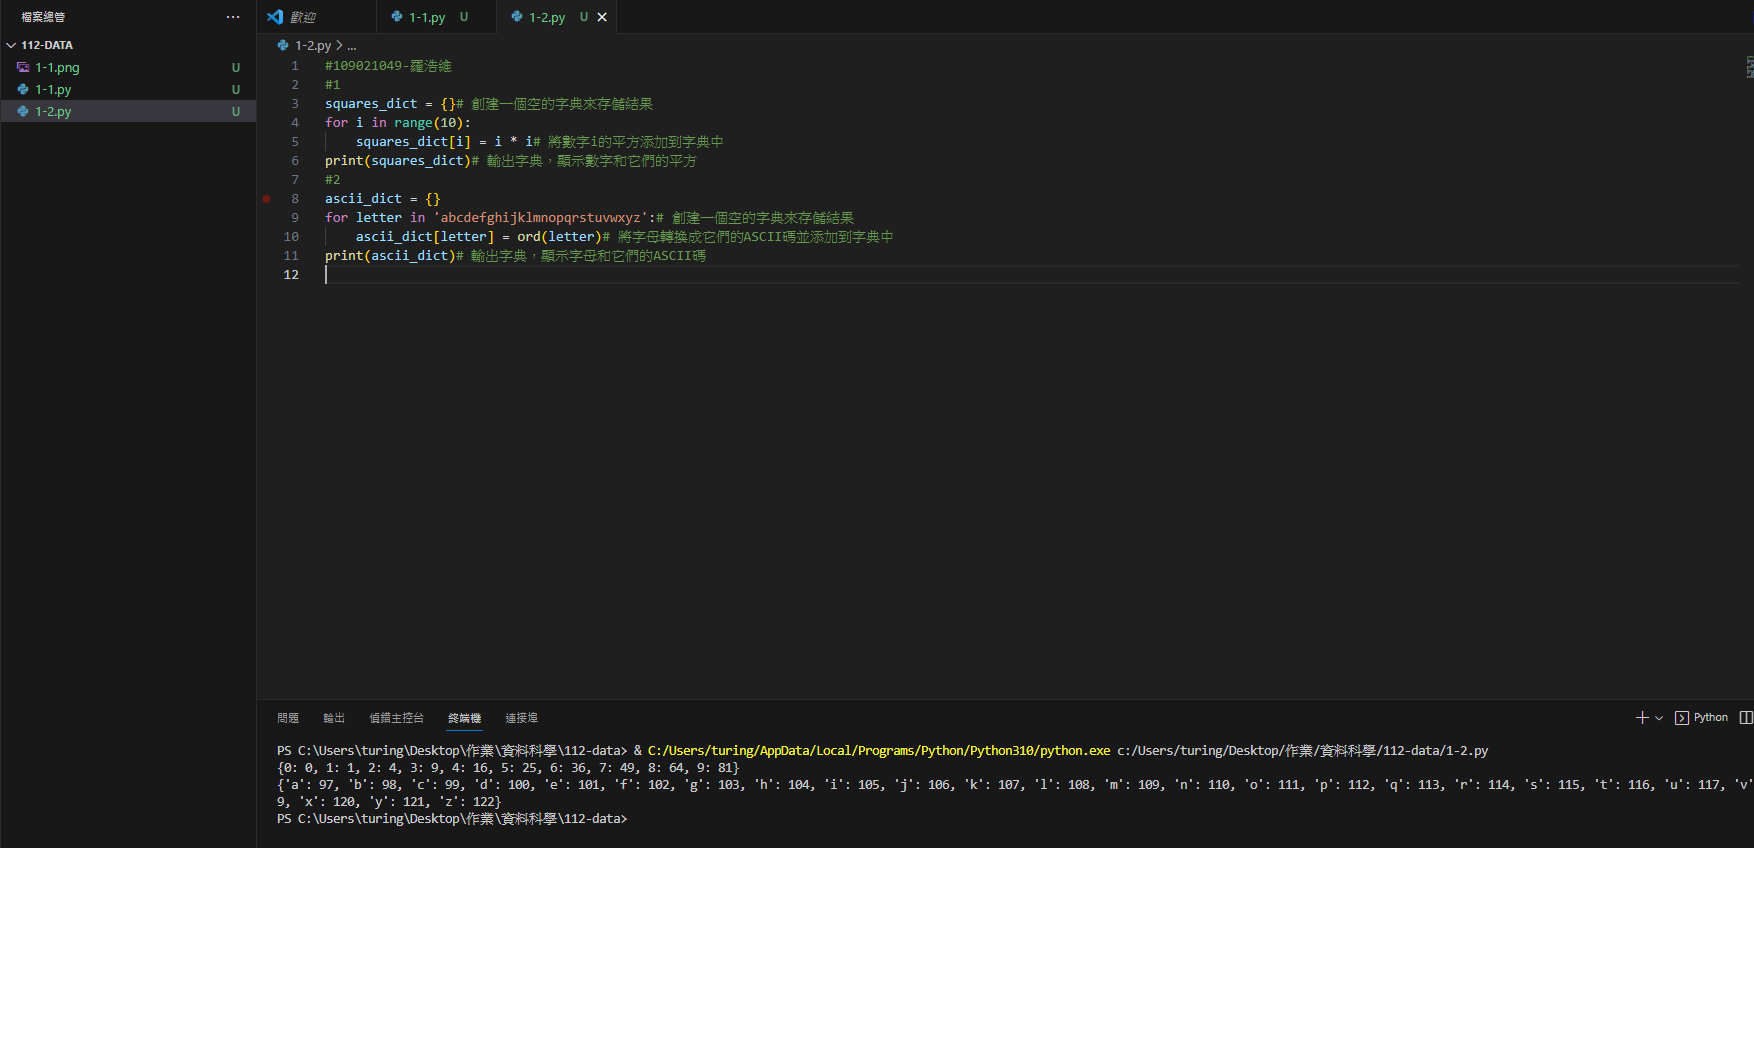 檔案總管 ...
112-DATA
1-1.png U
1-1.py U
1-2.py U
歡迎
1-1.py U
1-2.py U
1-2.py > ...
1 #109021049-羅浩維
2 #1
3 squares_dict = {}# 創建一個空的字典來存儲結果
4 for i in range(10):
5     squares_dict[i] = i * i# 將數字i的平方添加到字典中
6 print(squares_dict)# 輸出字典，顯示數字和它們的平方
7 #2
8 ascii_dict = {}
9 for letter in 'abcdefghijklmnopqrstuvwxyz':# 創建一個空的字典來存儲結果
10     ascii_dict[letter] = ord(letter)# 將字母轉換成它們的ASCII碼並添加到字典中
11 print(ascii_dict)# 輸出字典，顯示字母和它們的ASCII碼
12
問題 輸出 偵錯主控台 終端機 連接埠
Python
PS C:\Users\turing\Desktop\作業\資料科學\112-data> & C:/Users/turing/AppData/Local/Programs/Python/Python310/python.exe c:/Users/turing/Desktop/作業/資料科學/112-data/1-2.py
{0: 0, 1: 1, 2: 4, 3: 9, 4: 16, 5: 25, 6: 36, 7: 49, 8: 64, 9: 81}
{'a': 97, 'b': 98, 'c': 99, 'd': 100, 'e': 101, 'f': 102, 'g': 103, 'h': 104, 'i': 105, 'j': 106, 'k': 107, 'l': 108, 'm': 109, 'n': 110, 'o': 111, 'p': 112, 'q': 113, 'r': 114, 's': 115, 't': 116, 'u': 117, 'v'
9, 'x': 120, 'y': 121, 'z': 122}
PS C:\Users\turing\Desktop\作業\資料科學\112-data>